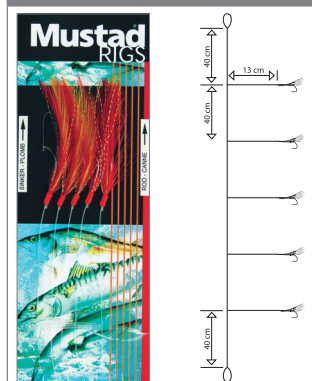 Mustad
RIGS
SINKER - PLOMB
ROD - CANNE
40 cm
13 cm
40 cm
40 cm